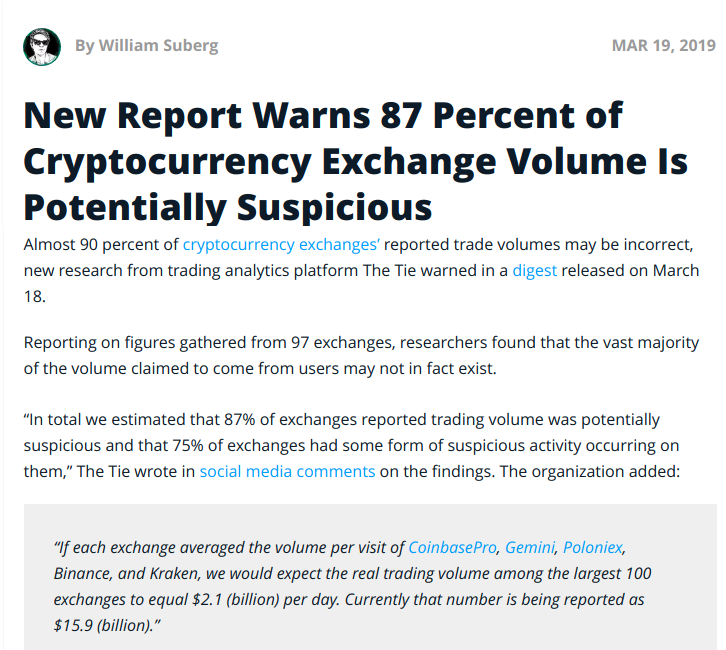 By William Suberg
MAR 19, 2019
New Report Warns 87 Percent of
Cryptocurrency Exchange Volume Is
Potentially Suspicious
Almost 90 percent of cryptocurrency exchanges’ reported trade volumes may be incorrect,
new research from trading analytics platform The Tie warned in a digest released on March
18.
Reporting on figures gathered from 97 exchanges, researchers found that the vast majority
of the volume claimed to come from users may not in fact exist.
“In total we estimated that 87% of exchanges reported trading volume was potentially
suspicious and that 75% of exchanges had some form of suspicious activity occurring on
them,” The Tie wrote in social media comments on the findings. The organization added:
“If each exchange averaged the volume per visit of CoinbasePro, Gemini, Poloniex,
Binance, and Kraken, we would expect the real trading volume among the largest 100
exchanges to equal $2.1 (billion) per day. Currently that number is being reported as
$15.9 (billion).”